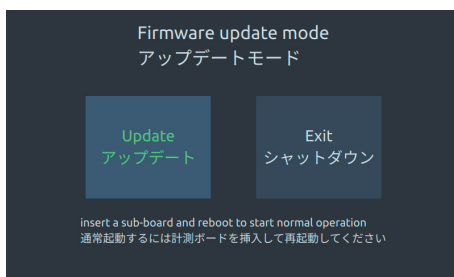 Firmware update mode
アップデートモード
Update
アップデート
Exit
シャットダウン
insert a sub-board and reboot to start normal operation
通常起動するには計測ボードを挿入して再起動してください